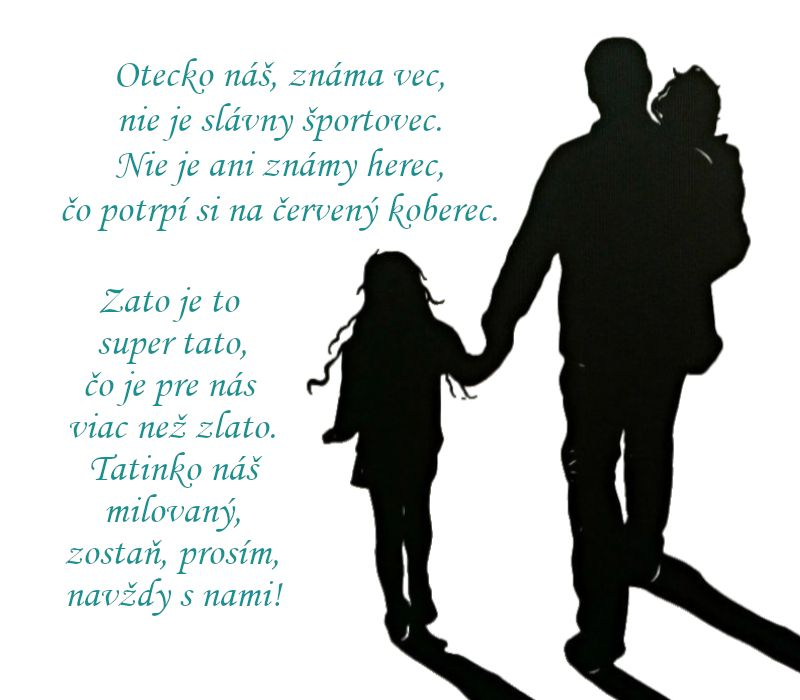 Otecko náš, známa vec,
nie je slávny športovec.
Nie je ani známy herec,
čo potrpí si na červený koberec.
Zato je to
super tato,
čo je pre nás
viac než zlato.
Tatinko náš
milovaný,
zostaň, prosím,
navždy s nami!